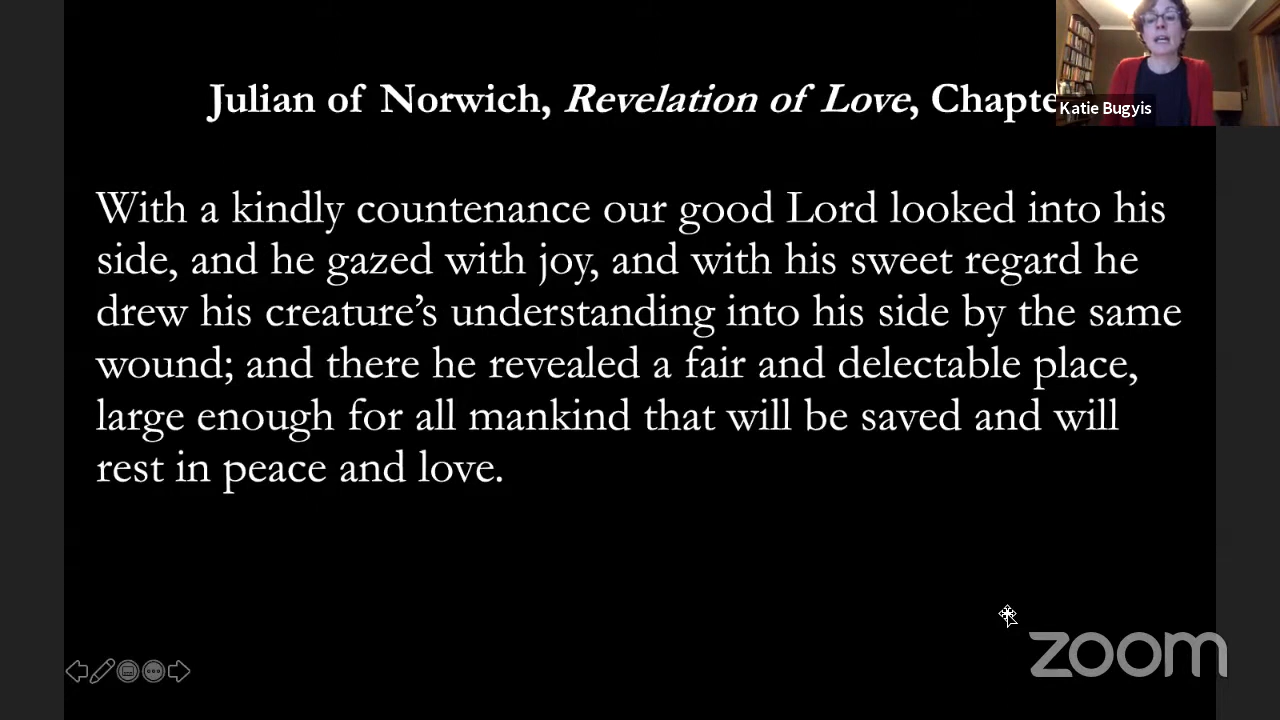 Julian of Norwich, Revelation of Love,
Katie Bugyis
With a kindly countenance our good Lord looked into his
side, and he gazed with joy, and with his sweet regard he
drew his creature’s understanding into his side by the same
wound; and there he revealed a fair and delectable place,
large enough for all mankind that will be saved and will
rest in peace and love.
zoom